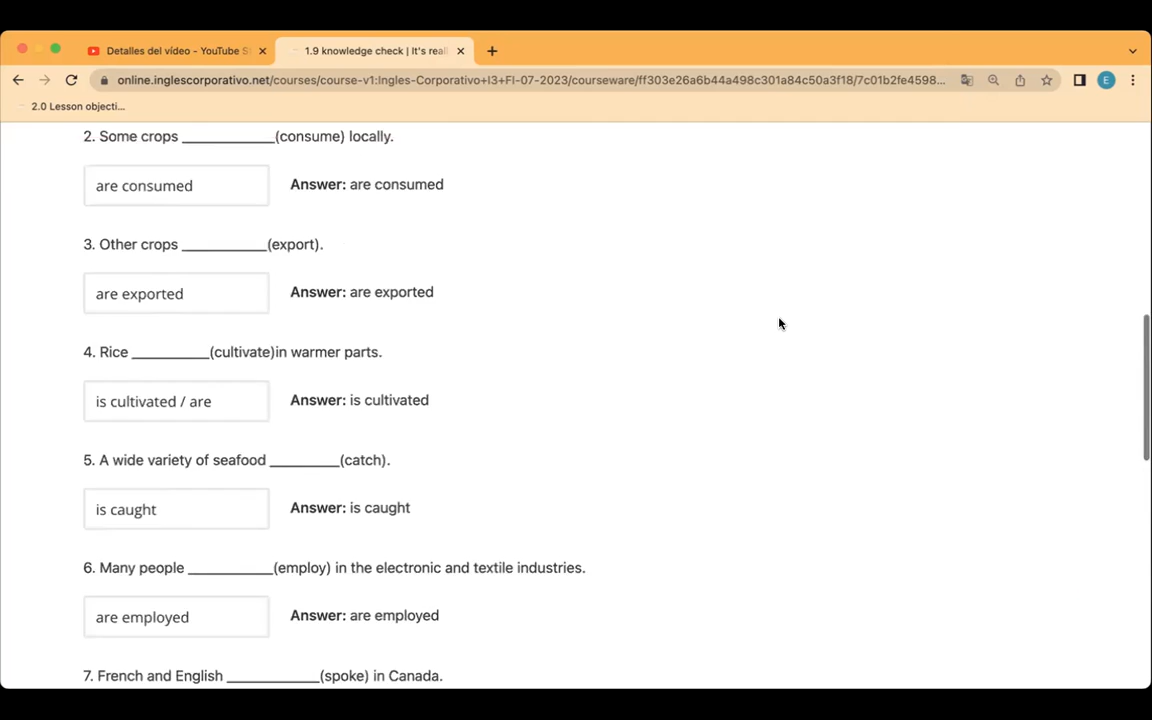 Detalles del vídeo - YouTube S
1.9 knowledge check | It's real
online.inglescorporativo.net/courses/course-v1:Ingles-Corporativo+I3+FI-07-2023/courseware/ff303e26a6b44a498c301a84c50a3f18/7c01b2fe4598...
E
2.0 Lesson objecti...
2. Some crops ____________(consume) locally.
are consumed
Answer: are consumed
3. Other crops ___________(export).
are exported
Answer: are exported
4. Rice __________(cultivate)in warmer parts.
is cultivated / are
Answer: is cultivated
5. A wide variety of seafood _________(catch).
is caught
Answer: is caught
6. Many people ___________(employ) in the electronic and textile industries.
are employed
Answer: are employed
7. French and English ____________(spoke) in Canada.